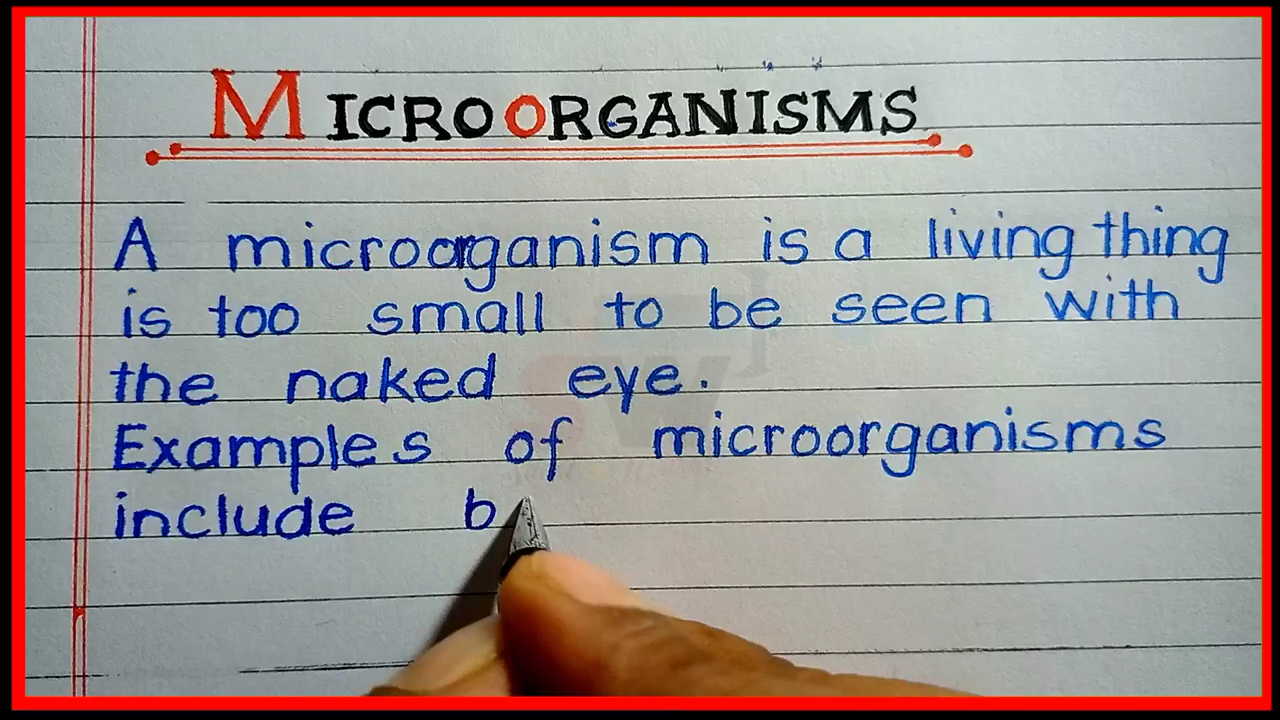 MICROORGANISMS
A microorganism is a living thing
is too small to be seen with
the naked eye.
Examples of microorganisms
include b